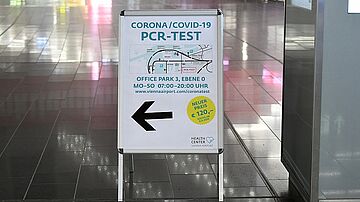 CORONA/COVID-19
PCR-TEST
OFFICE PARK 3, EBENE 0
MO-SO 07:00-20:00 UHR
www.viennaairport.com/coronatest
NEUER
PREIS
€ 120,-
HEALTH
CENTER